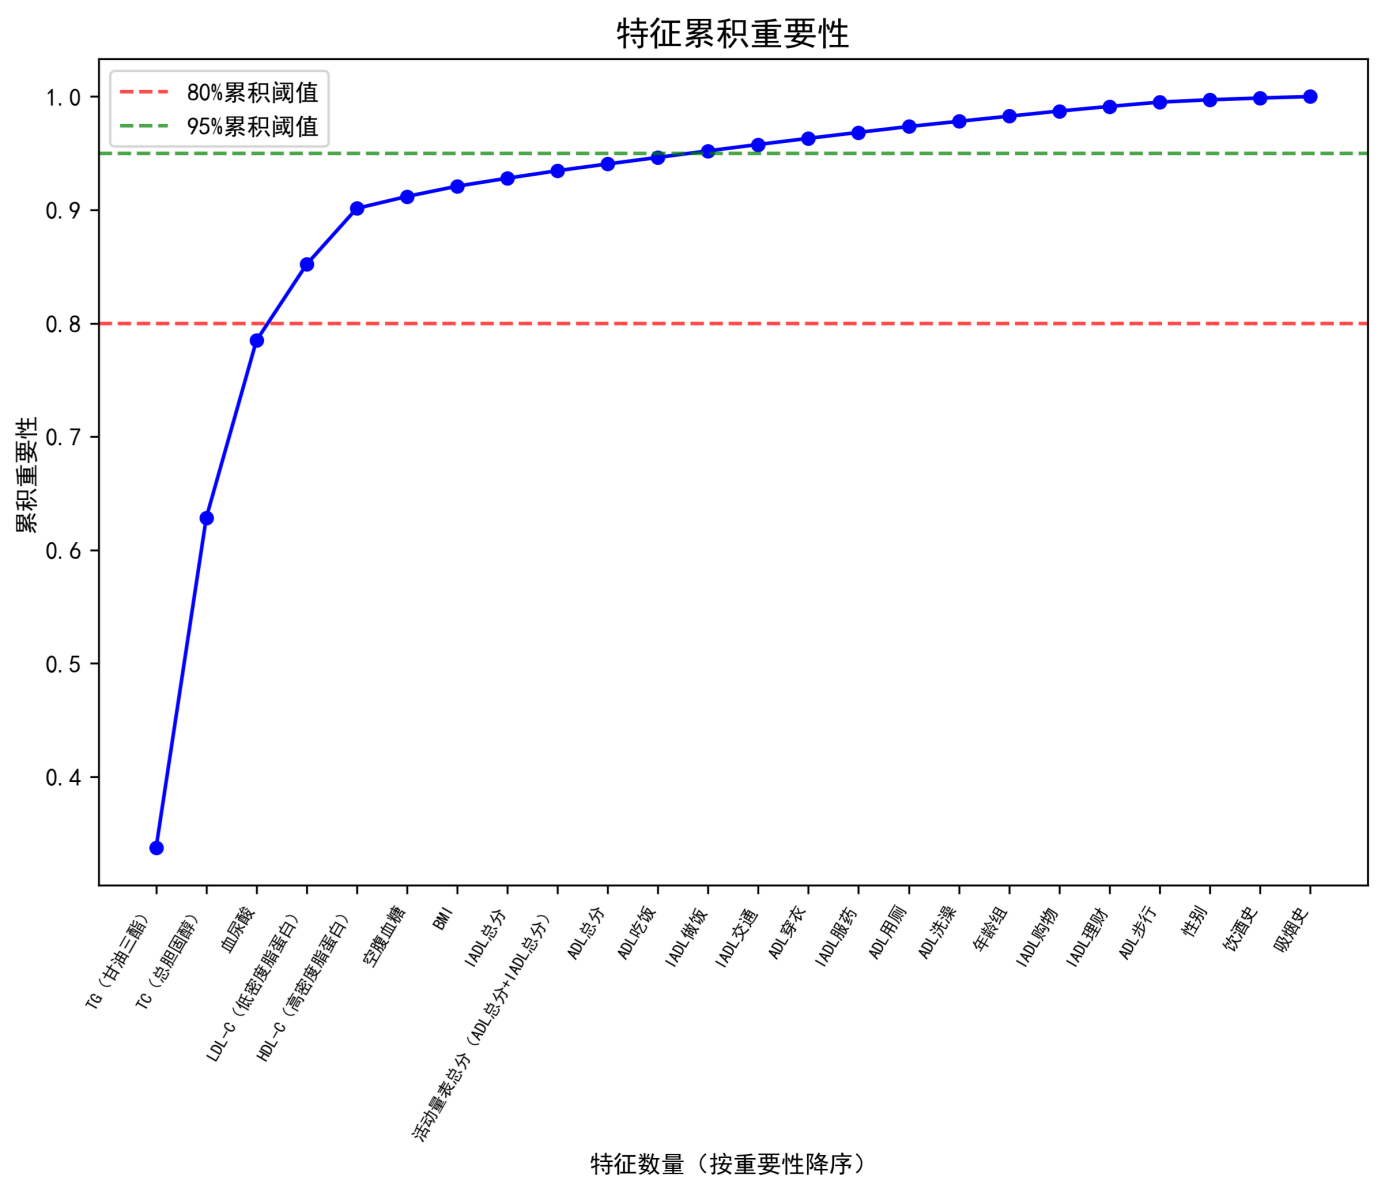 特征累积重要性
80%累积阈值
95%累积阈值
累积重要性
1.0
0.9
0.8
0.7
0.6
0.5
0.4
TG（甘油三酯）
TC（总胆固醇）
血尿酸
LDL-C（低密度脂蛋白）
HDL-C（高密度脂蛋白）
空腹血糖
BMI
IADL总分
活动量表总分（ADL总分+IADL总分）
ADL总分
ADL吃饭
IADL做饭
IADL交通
ADL穿衣
IADL服药
ADL用厕
ADL洗澡
年龄组
IADL购物
IADL理财
ADL步行
性别
饮酒史
吸烟史
特征数量（按重要性降序）